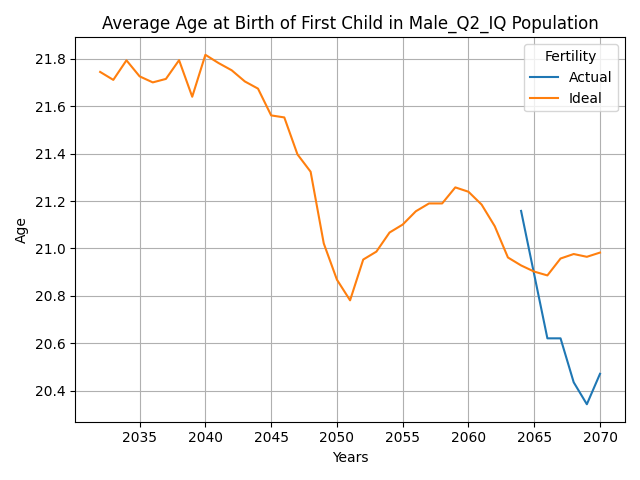 Average Age at Birth of First Child in Male_Q2_IQ Population
Fertility
Actual
Ideal
Age
21.8
21.6
21.4
21.2
21.0
20.8
20.6
20.4
2035 2040 2045 2050 2055 2060 2065 2070
Years